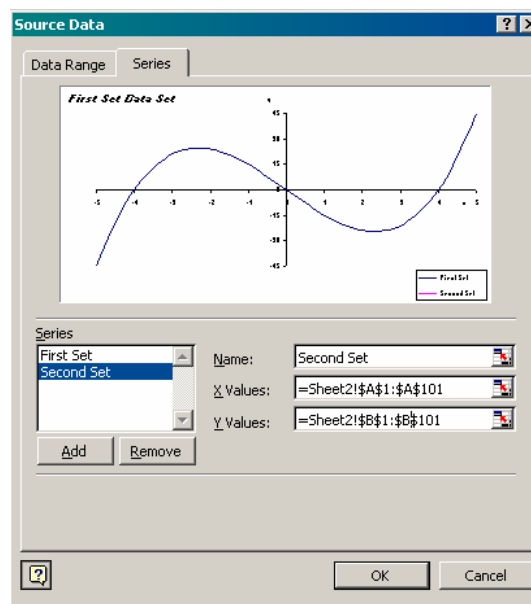 Source Data
Data Range Series
First Set Data Set
45
30
15
-5 -4 -3 -2 -1 0 1 2 3 4 x 5
-15
-30
-45
First Set
Second Set
Series
First Set
Second Set
Name: Second Set
X Values: =Sheet2!$A$1:$A$101
Y Values: =Sheet2!$B$1:$B$101
Add Remove
OK Cancel